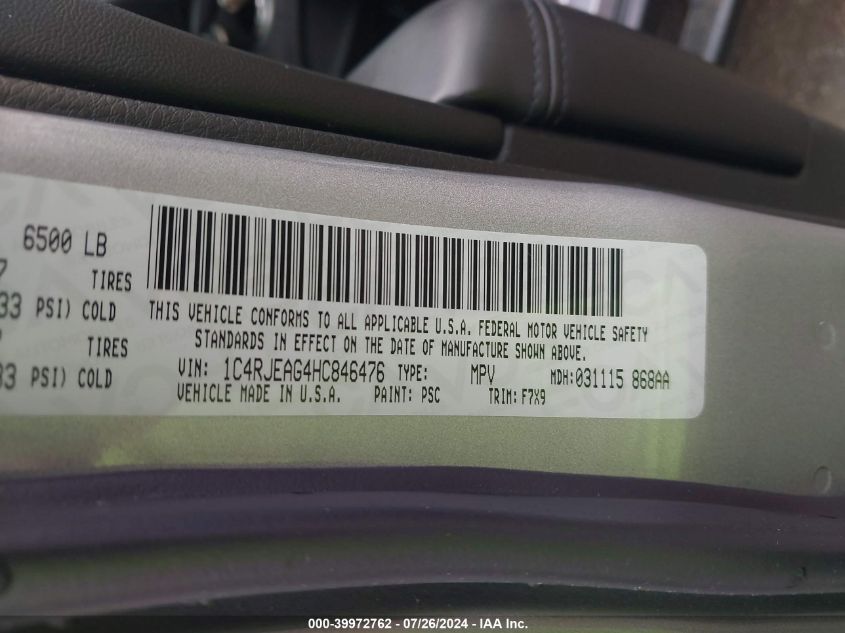 6500 LB
7 TIRES
33 PSI) COLD
TIRES
33 PSI) COLD
THIS VEHICLE CONFORMS TO ALL APPLICABLE U.S.A. FEDERAL MOTOR VEHICLE SAFETY
STANDARDS IN EFFECT ON THE DATE OF MANUFACTURE SHOWN ABOVE.
VIN: 1C4RJEAG4HC846476 TYPE: MPV MDH:031115 868AA
VEHICLE MADE IN U.S.A. PAINT: PSC TRIM: F7X9
000-39972762 - 07/26/2024 - IAA Inc.